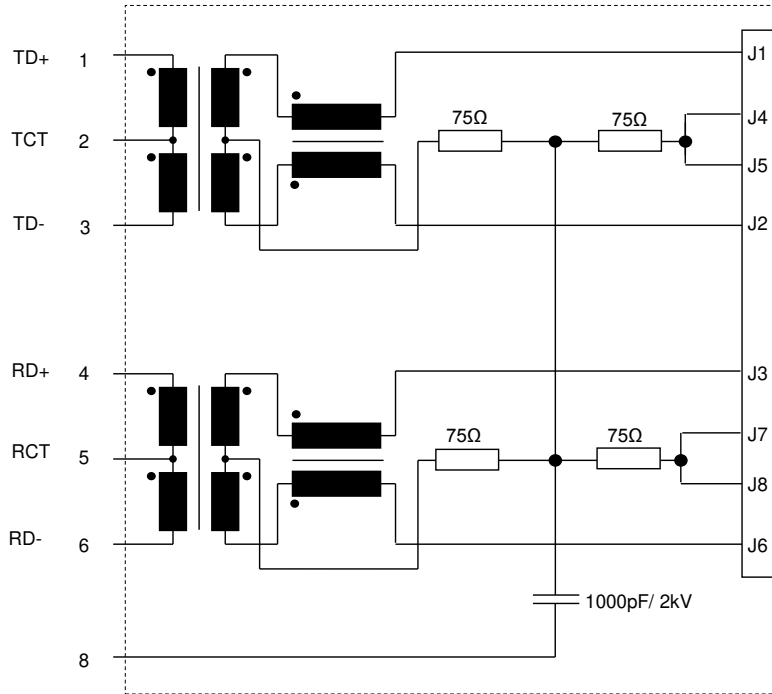 TD+ 1
J1
75Ω
75Ω
J4
TCT 2
J5
TD- 3
J2
RD+ 4
J3
75Ω
75Ω
J7
RCT 5
J8
RD- 6
J6
1000pF/ 2kV
8